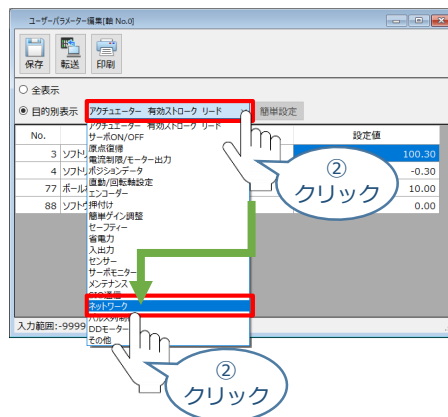 ユーザーパラメーター編集[軸 No.0]
保存 転送 印刷
全表示
目的別表示 アクチュエーター 有効ストローク リード 簡単設定
No. 設定値
3 ソフトリ 100.30
4 ソフトリ -0.30
77 ボール -10.00
88 ソフトウ 0.00
アクチュエーター 有効ストローク リード
サーボON/OFF
原点復帰
電流制限/モーター出力
ポジションデータ
直動/回転軸設定
エンコーダー
押付け
簡単ゲイン調整
セーフティー
省電力
入出力
センサー
サーボモニター
メンテナンス
ネットワーク
DDモーター
その他
入力範囲:-9999
②
クリック
②
クリック